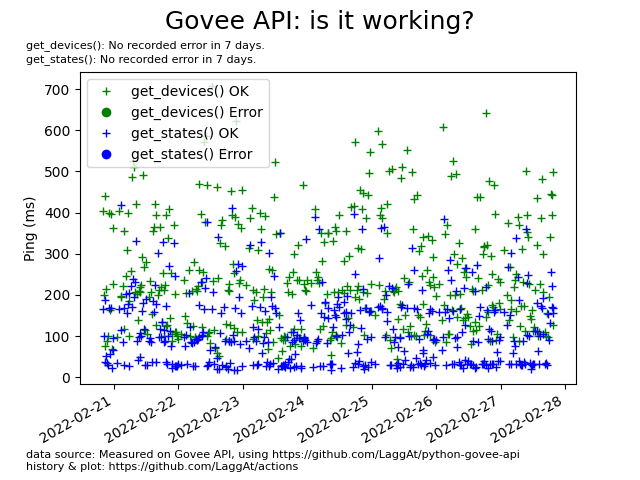 Govee API: is it working?
get_devices(): No recorded error in 7 days.
get_states(): No recorded error in 7 days.
get_devices() OK
get_devices() Error
get_states() OK
get_states() Error
Ping (ms)
700
600
500
400
300
200
100
0
2022-02-21
2022-02-22
2022-02-23
2022-02-24
2022-02-25
2022-02-26
2022-02-27
2022-02-28
data source: Measured on Govee API, using https://github.com/LaggAt/python-govee-api
history & plot: https://github.com/LaggAt/actions